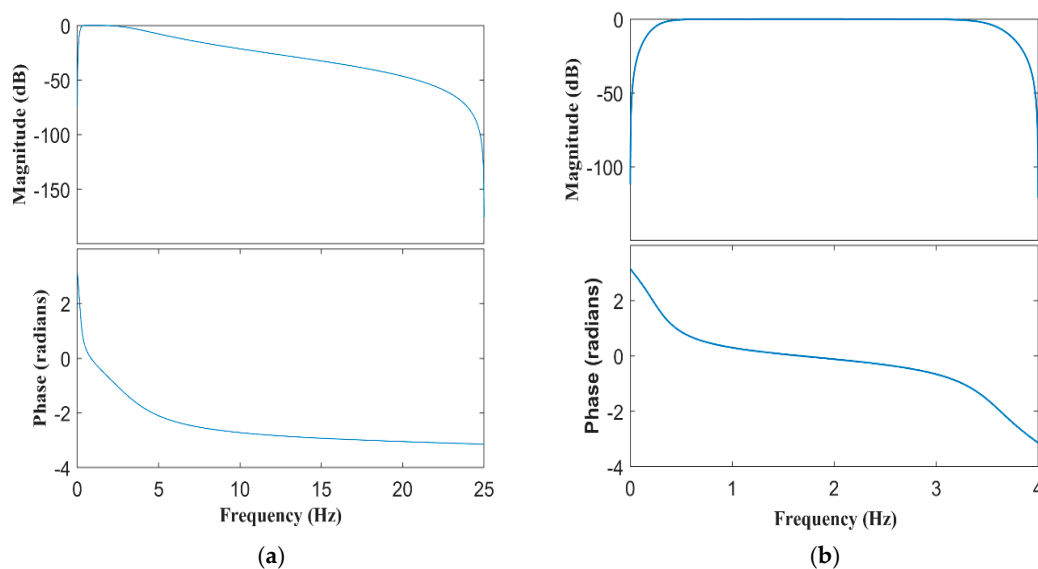 0
-50
-100
-150
Magnitude (dB)
2
0
-2
-4
Phase (radians)
0 5 10 15 20 25
Frequency (Hz)
(a)
0
-50
-100
Magnitude (dB)
2
0
-2
-4
Phase (radians)
0 1 2 3 4
Frequency (Hz)
(b)